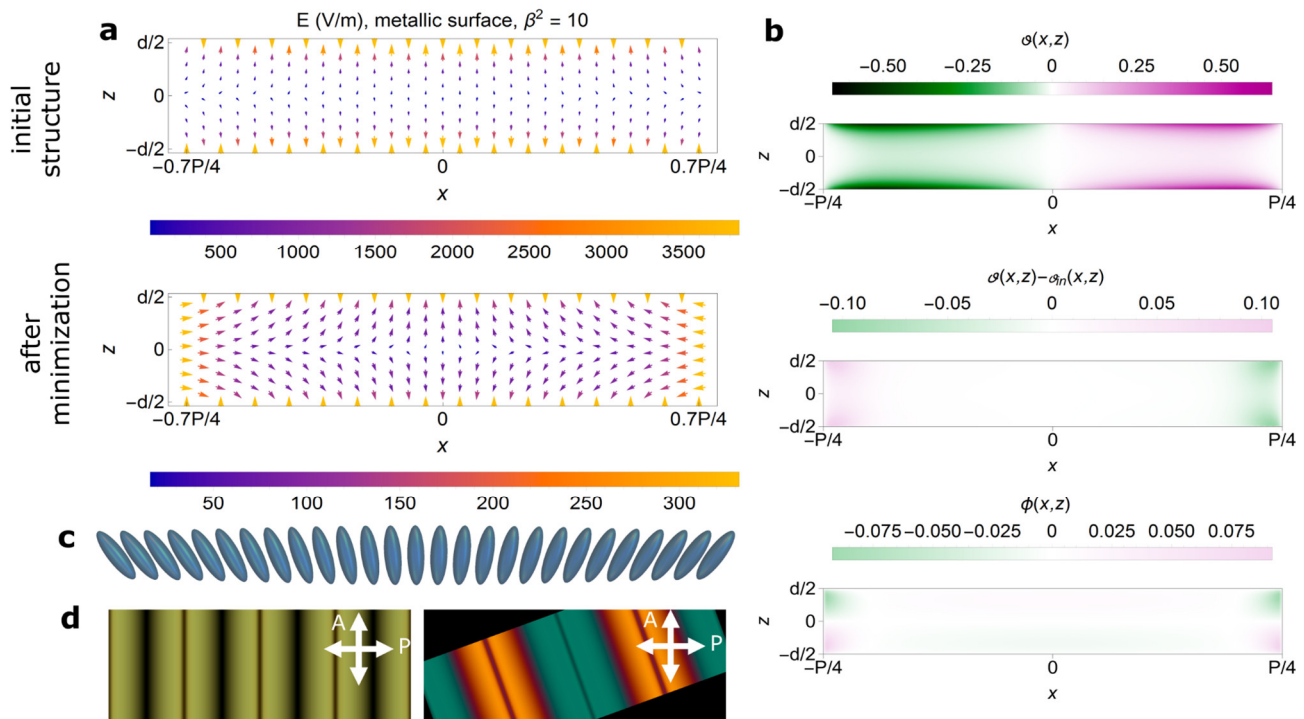 a
E (V/m), metallic surface, β² = 10
initial structure
d/2
z
0
−d/2
−0.7P/4
0
0.7P/4
x
500
1000
1500
2000
2500
3000
3500
after minimization
d/2
z
0
−d/2
−0.7P/4
0
0.7P/4
x
50
100
150
200
250
300
c
d
A
P
A
P
b
𝜗(x,z)
−0.50
−0.25
0
0.25
0.50
d/2
z
0
−d/2
−P/4
0
P/4
x
𝜗(x,z)−𝜗in(x,z)
−0.10
−0.05
0
0.05
0.10
d/2
z
0
−d/2
−P/4
0
P/4
x
ϕ(x,z)
−0.075
−0.050
−0.025
0
0.025
0.050
0.075
d/2
z
0
−d/2
−P/4
0
P/4
x